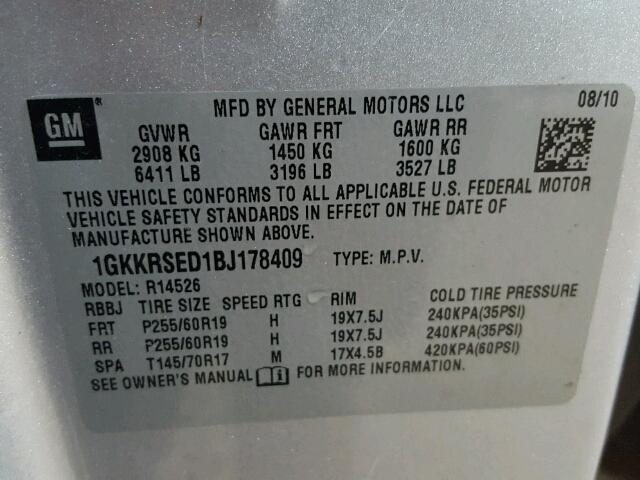 GM ® MFD BY GENERAL MOTORS LLC 08/10
GVWR GAWR FRT GAWR RR
2908 KG 1450 KG 1600 KG
6411 LB 3196 LB 3527 LB
THIS VEHICLE CONFORMS TO ALL APPLICABLE U.S. FEDERAL MOTOR
VEHICLE SAFETY STANDARDS IN EFFECT ON THE DATE OF
MANUFACTURE SHOWN ABOVE.
1GKKRSED1BJ178409 TYPE: M.P.V.
MODEL: R14526
RBBJ TIRE SIZE SPEED RTG RIM COLD TIRE PRESSURE
FRT P255/60R19 H 19X7.5J 240KPA(35PSI)
RR P255/60R19 H 19X7.5J 240KPA(35PSI)
SPA T145/70R17 M 17X4.5B 420KPA(60PSI)
SEE OWNER'S MANUAL i FOR MORE INFORMATION.